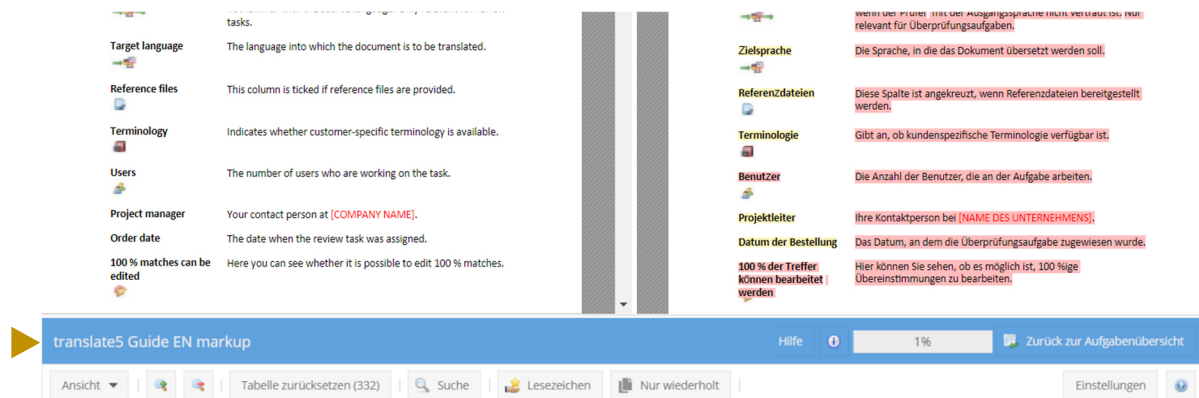 tasks.
Target language The language into which the document is to be translated.
Reference files This column is ticked if reference files are provided.
Terminology Indicates whether customer-specific terminology is available.
Users The number of users who are working on the task.
Project manager Your contact person at [COMPANY NAME].
Order date The date when the review task was assigned.
100 % matches can be Here you can see whether it is possible to edit 100 % matches.
edited
wenn der Prüfer mit der Ausgangssprache nicht vertraut ist. Nur
relevant für Überprüfungsaufgaben.
Zielsprache Die Sprache, in die das Dokument übersetzt werden soll.
Referenzdateien Diese Spalte ist angekreuzt, wenn Referenzdateien bereitgestellt
werden.
Terminologie Gibt an, ob kundenspezifische Terminologie verfügbar ist.
Benutzer Die Anzahl der Benutzer, die an der Aufgabe arbeiten.
Projektleiter Ihre Kontaktperson bei [NAME DES UNTERNEHMENS].
Datum der Bestellung Das Datum, an dem die Überprüfungsaufgabe zugewiesen wurde.
100 % der Treffer Hier können Sie sehen, ob es möglich ist, 100 %ige
können bearbeitet Übereinstimmungen zu bearbeiten.
werden
translate5 Guide EN markup Hilfe 1% Zurück zur Aufgabenübersicht
Ansicht Tabelle zurücksetzen (332) Suche Lesezeichen Nur wiederholt Einstellungen